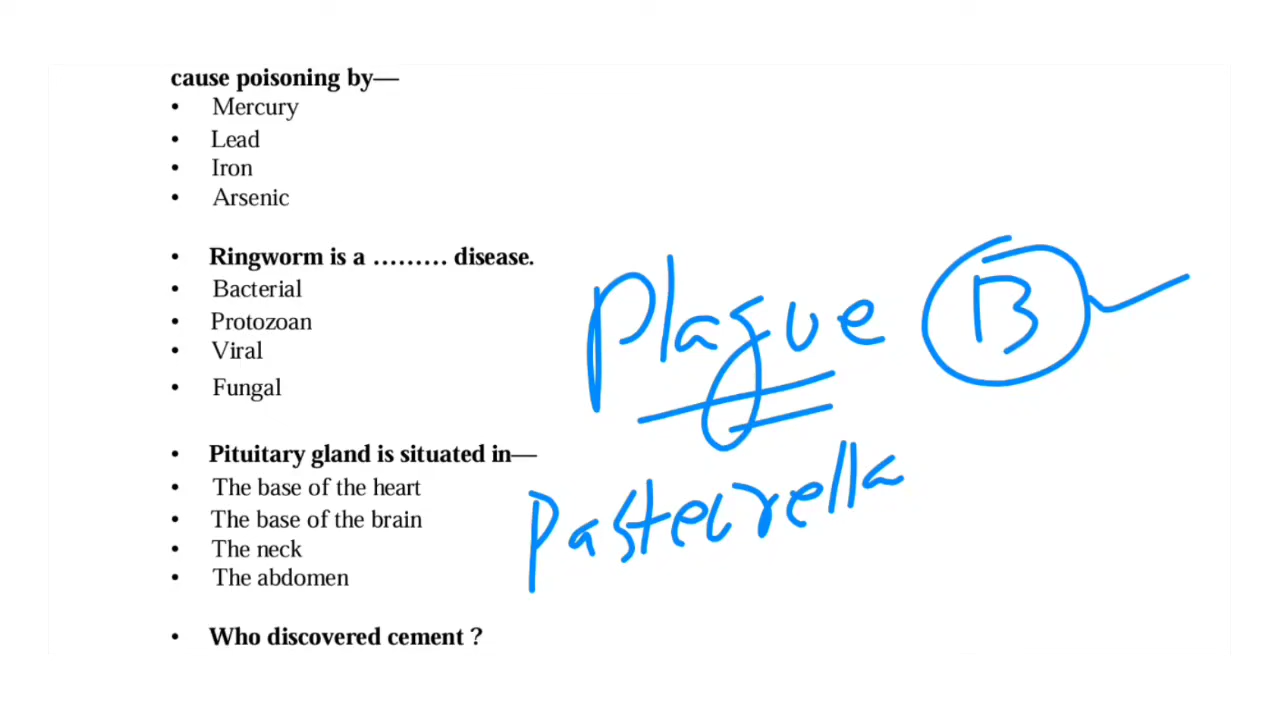 cause poisoning by—
• Mercury
• Lead
• Iron
• Arsenic
• Ringworm is a ......... disease.
• Bacterial
• Protozoan
• Viral
• Fungal
Plague B
• Pituitary gland is situated in—
• The base of the heart
• The base of the brain
• The neck
• The abdomen
Pasteurella
• Who discovered cement ?